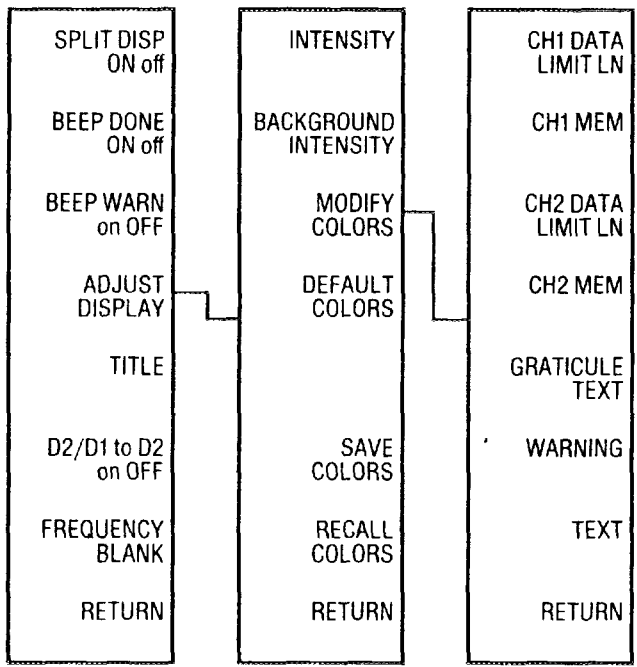 SPLIT DISP
ON off
BEEP DONE
ON off
BEEP WARN
on OFF
ADJUST
DISPLAY
TITLE
D2/D1 to D2
on OFF
FREQUENCY
BLANK
RETURN
INTENSITY
BACKGROUND
INTENSITY
MODIFY
COLORS
DEFAULT
COLORS
SAVE
COLORS
RECALL
COLORS
RETURN
CH1 DATA
LIMIT LN
CH1 MEM
CH2 DATA
LIMIT LN
CH2 MEM
GRATICULE
TEXT
WARNING
TEXT
RETURN